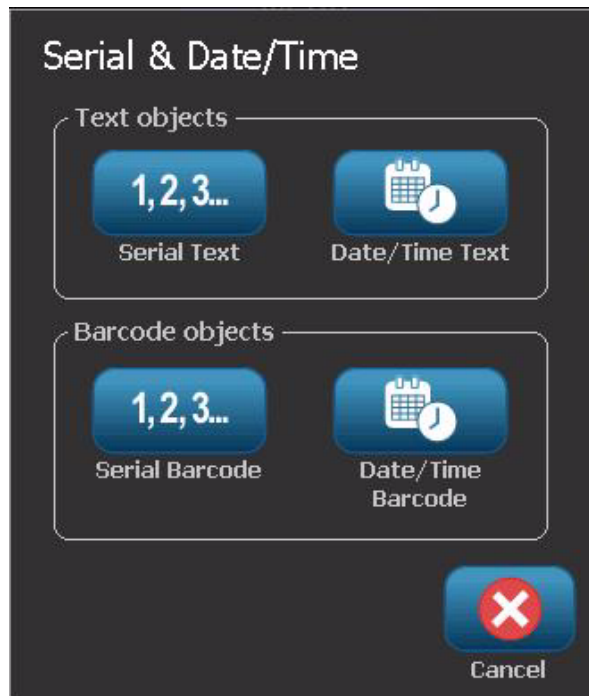 Serial & Date/Time
Text objects
1, 2, 3...
Serial Text
Date/Time Text
Barcode objects
1, 2, 3...
Serial Barcode
Date/Time
Barcode
Cancel